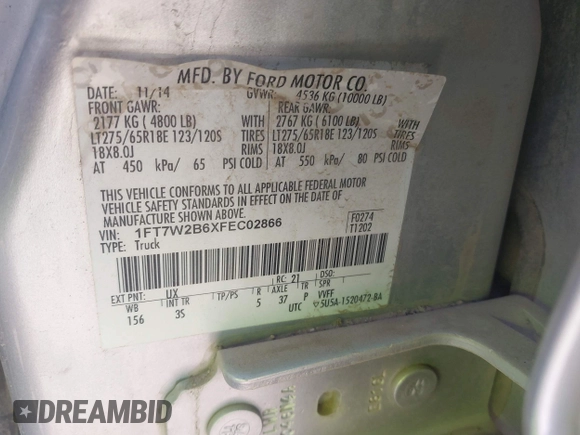 MFD. BY FORD MOTOR CO.
DATE: 11/14 GVWR: 4536 KG (10000 LB)
FRONT GAWR: REAR GAWR:
2177 KG ( 4800 LB) WITH 2767 KG ( 6100 LB) WITH
LT275/65R18E 123/120S TIRES LT275/65R18E 123/120S TIRES
18X8.0J RIMS 18X8.0J RIMS
AT 450 kPa/ 65 PSI COLD AT 550 kPa/ 80 PSI COLD
THIS VEHICLE CONFORMS TO ALL APPLICABLE FEDERAL MOTOR
VEHICLE SAFETY STANDARDS IN EFFECT ON THE DATE OF
MANUFACTURE SHOWN ABOVE.
VIN: 1FT7W2B6XFEC02866 F0274
TYPE: Truck T1202
RC: 21 DSO:
EXT PNT: UX
WB INT TR TP/PS R AXLE TR SPR
156 3S 5 37 P VVFF
UTC 5U5A-1520472-BA
DREAMBID